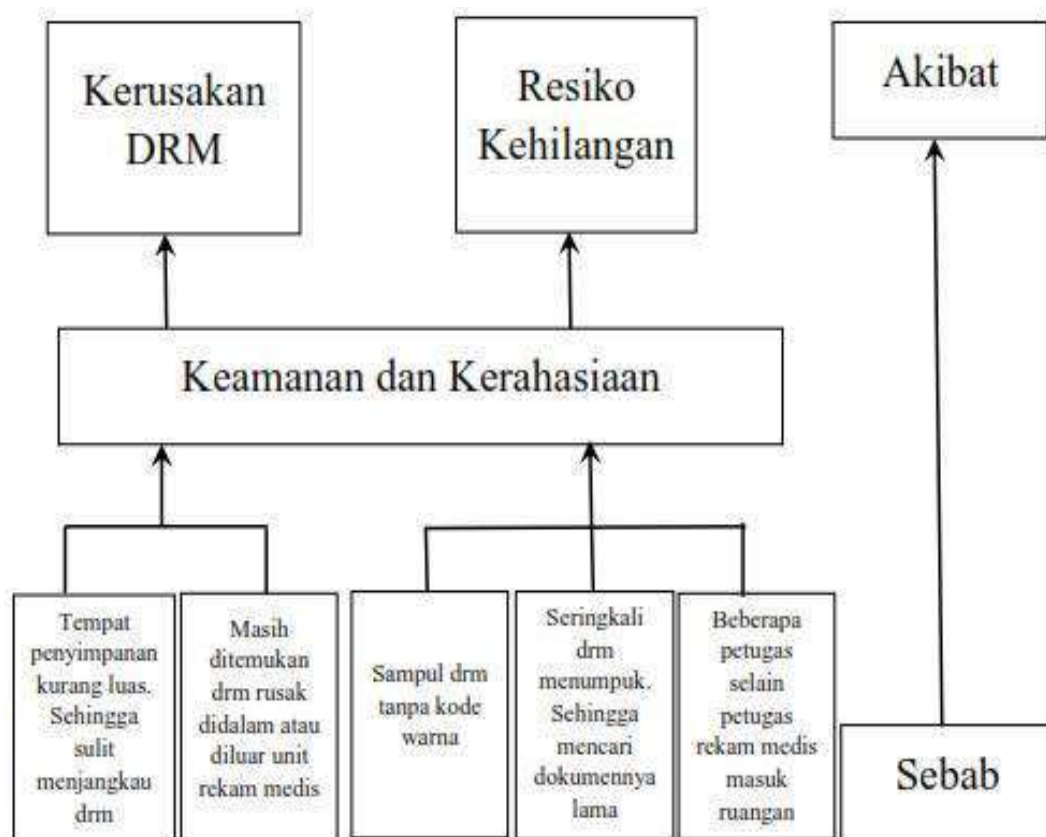 Kerusakan
DRM
Resiko
Kehilangan
Akibat
Keamanan dan Kerahasiaan
Tempat
penyimpanan
kurang luas.
Sehingga
sulit
menjangkau
drm
Masih
ditemukan
drm rusak
didalam atau
diluar unit
rekam medis
Sampul drm
tanpa kode
warna
Seringkali
drm
menumpuk.
Sehingga
mencari
dokumennya
lama
Beberapa
petugas
selain
petugas
rekam medis
masuk
ruangan
Sebab